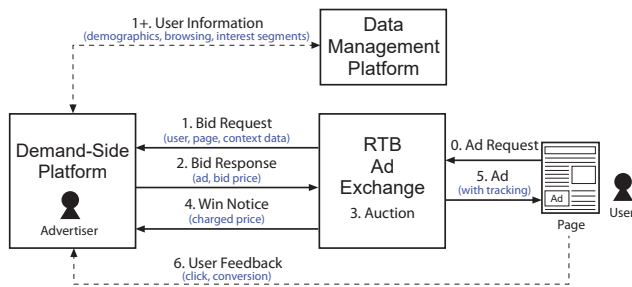 1+. User Information
(demographics, browsing, interest segments)
Data
Management
Platform
Demand-Side
Platform
Advertiser
1. Bid Request
(user, page, context data)
2. Bid Response
(ad, bid price)
4. Win Notice
(charged price)
RTB
Ad
Exchange
3. Auction
0. Ad Request
5. Ad
(with tracking)
Ad
Page
User
6. User Feedback
(click, conversion)